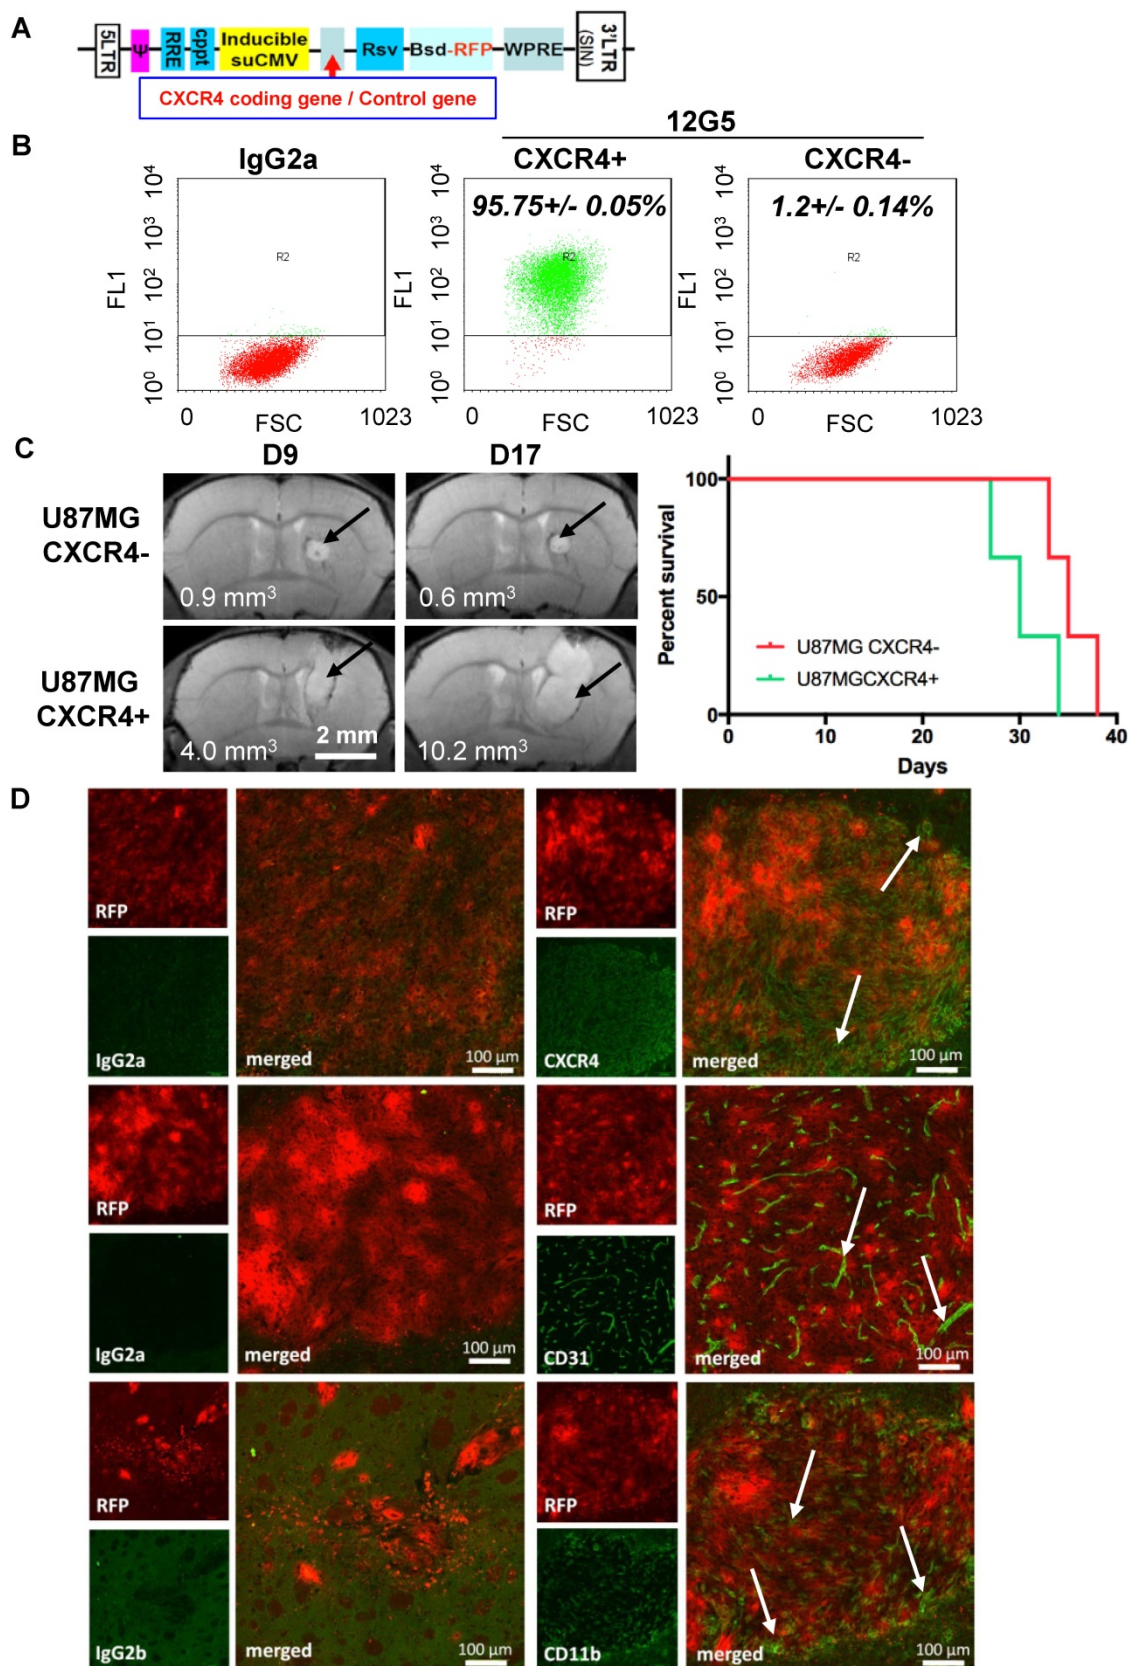 A
5LTR
Ψ
RRE
cppt
Inducible
suCMV
Rsv
Bsd-RFP
WPRE
3'LTR
(SIN)
CXCR4 coding gene / Control gene
B
12G5
IgG2a
CXCR4+
CXCR4-
10⁴
10³
10²
10¹
10⁰
FL1
R2
0
FSC
1023
10⁴
10³
10²
10¹
10⁰
FL1
95.75+/- 0.05%
R2
0
FSC
1023
10⁴
10³
10²
10¹
10⁰
FL1
1.2+/- 0.14%
R2
0
FSC
1023
C
D9
D17
U87MG
CXCR4-
0.9 mm³
0.6 mm³
U87MG
CXCR4+
4.0 mm³
2 mm
10.2 mm³
Percent survival
100
50
0
U87MG CXCR4-
U87MGCXCR4+
0
10
20
30
40
Days
D
RFP
IgG2a
merged
100 µm
RFP
CXCR4
merged
100 µm
RFP
IgG2a
merged
100 µm
RFP
CD31
merged
100 µm
RFP
IgG2b
merged
100 µm
RFP
CD11b
merged
100 µm